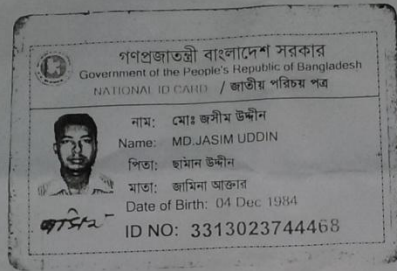 গণপ্রজাতন্ত্রী বাংলাদেশ সরকার
Government of the People's Republic of Bangladesh
NATIONAL ID CARD / জাতীয় পরিচয় পত্র
নাম: মোঃ জসীম উদ্দীন
Name: MD.JASIM UDDIN
পিতা: ছামান উদ্দীন
মাতা: জামিনা আক্তার
Date of Birth: 04 Dec 1984
ID NO: 3313023744468